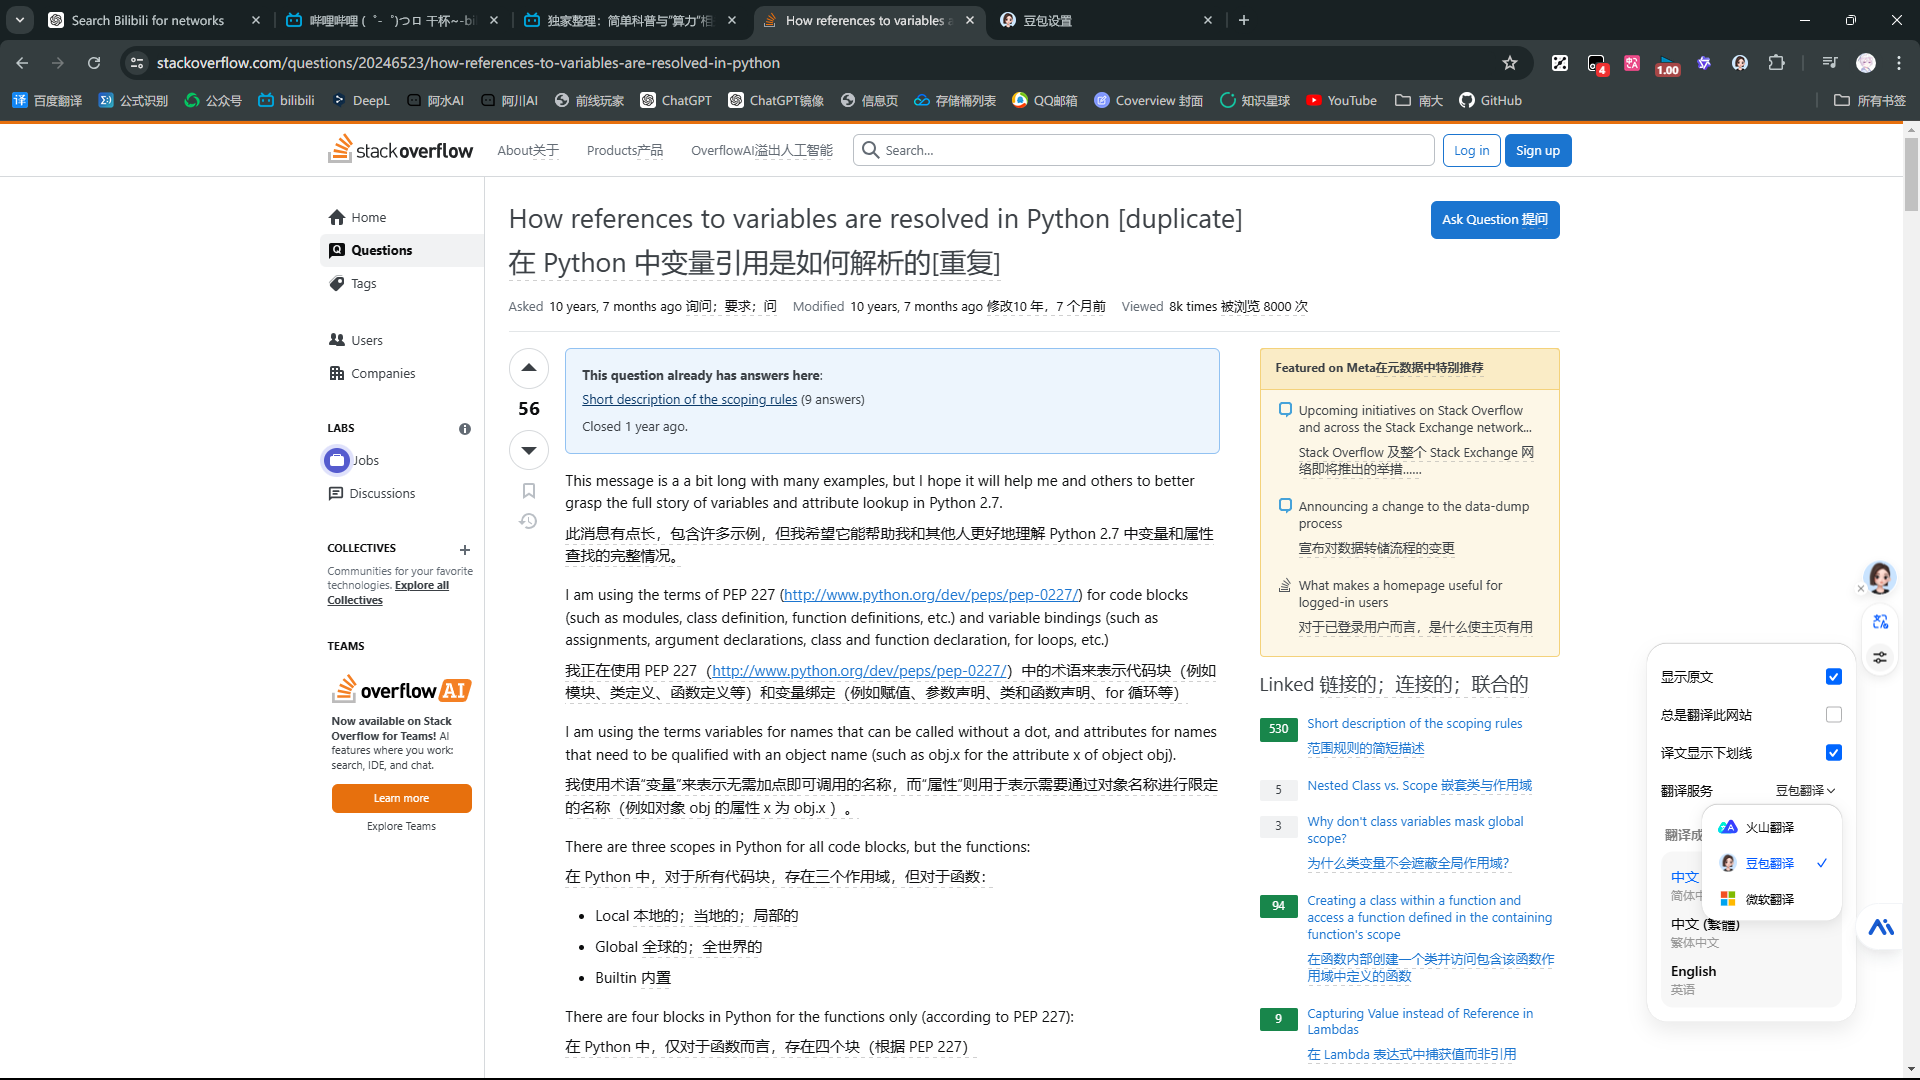 Search Bilibili for networks
哔哩哔哩 (゜-゜)つロ 干杯~-bil
独家整理：简单科普与"算力"相
How references to variables a
豆包设置
stackoverflow.com/questions/20246523/how-references-to-variables-are-resolved-in-python
4
1.00
百度翻译
公式识别
公众号
bilibili
DeepL
阿水AI
阿川AI
前线玩家
ChatGPT
ChatGPT镜像
信息页
存储桶列表
QQ邮箱
Coverview 封面
知识星球
YouTube
南大
GitHub
所有书签
stackoverflow
About关于
Products产品
OverflowAI溢出人工智能
Search...
Log in
Sign up
Home
Questions
Tags
Users
Companies
LABS
Jobs
Discussions
COLLECTIVES
Communities for your favorite
technologies. Explore all
Collectives
TEAMS
overflowAI
Now available on Stack
Overflow for Teams! AI
features where you work:
search, IDE, and chat.
Learn more
Explore Teams
How references to variables are resolved in Python [duplicate]
在 Python 中变量引用是如何解析的[重复]
Ask Question 提问
Asked 10 years, 7 months ago 询问；要求；问 Modified 10 years, 7 months ago 修改10 年，7 个月前 Viewed 8k times 被浏览 8000 次
56
This question already has answers here:
Short description of the scoping rules (9 answers)
Closed 1 year ago.
This message is a a bit long with many examples, but I hope it will help me and others to better
grasp the full story of variables and attribute lookup in Python 2.7.
此消息有点长，包含许多示例，但我希望它能帮助我和其他人更好地理解 Python 2.7 中变量和属性
查找的完整情况。
I am using the terms of PEP 227 (http://www.python.org/dev/peps/pep-0227/) for code blocks
(such as modules, class definition, function definitions, etc.) and variable bindings (such as
assignments, argument declarations, class and function declaration, for loops, etc.)
我正在使用 PEP 227（http://www.python.org/dev/peps/pep-0227/）中的术语来表示代码块（例如
模块、类定义、函数定义等）和变量绑定（例如赋值、参数声明、类和函数声明、for 循环等）
I am using the terms variables for names that can be called without a dot, and attributes for names
that need to be qualified with an object name (such as obj.x for the attribute x of object obj).
我使用术语"变量"来表示无需加点即可调用的名称，而"属性"则用于表示需要通过对象名称进行限定
的名称（例如对象 obj 的属性 x 为 obj.x ）。
There are three scopes in Python for all code blocks, but the functions:
在 Python 中，对于所有代码块，存在三个作用域，但对于函数：
• Local 本地的；当地的；局部的
• Global 全球的；全世界的
• Builtin 内置
There are four blocks in Python for the functions only (according to PEP 227):
在 Python 中，仅对于函数而言，存在四个块（根据 PEP 227）
Featured on Meta在元数据中特别推荐
Upcoming initiatives on Stack Overflow
and across the Stack Exchange network...
Stack Overflow 及整个 Stack Exchange 网
络即将推出的举措……
Announcing a change to the data-dump
process
宣布对数据转储流程的变更
What makes a homepage useful for
logged-in users
对于已登录用户而言，是什么使主页有用
Linked 链接的；连接的；联合的
530 Short description of the scoping rules
范围规则的简短描述
5 Nested Class vs. Scope 嵌套类与作用域
3 Why don't class variables mask global
scope?
为什么类变量不会遮蔽全局作用域？
94 Creating a class within a function and
access a function defined in the containing
function's scope
在函数内部创建一个类并访问包含该函数作
用域中定义的函数
9 Capturing Value instead of Reference in
Lambdas
在 Lambda 表达式中捕获值而非引用
显示原文
总是翻译此网站
译文显示下划线
翻译服务 豆包翻译
火山翻译
豆包翻译
微软翻译
翻译成
中文
简体中
中文 (繁體)
繁体中文
English
英语